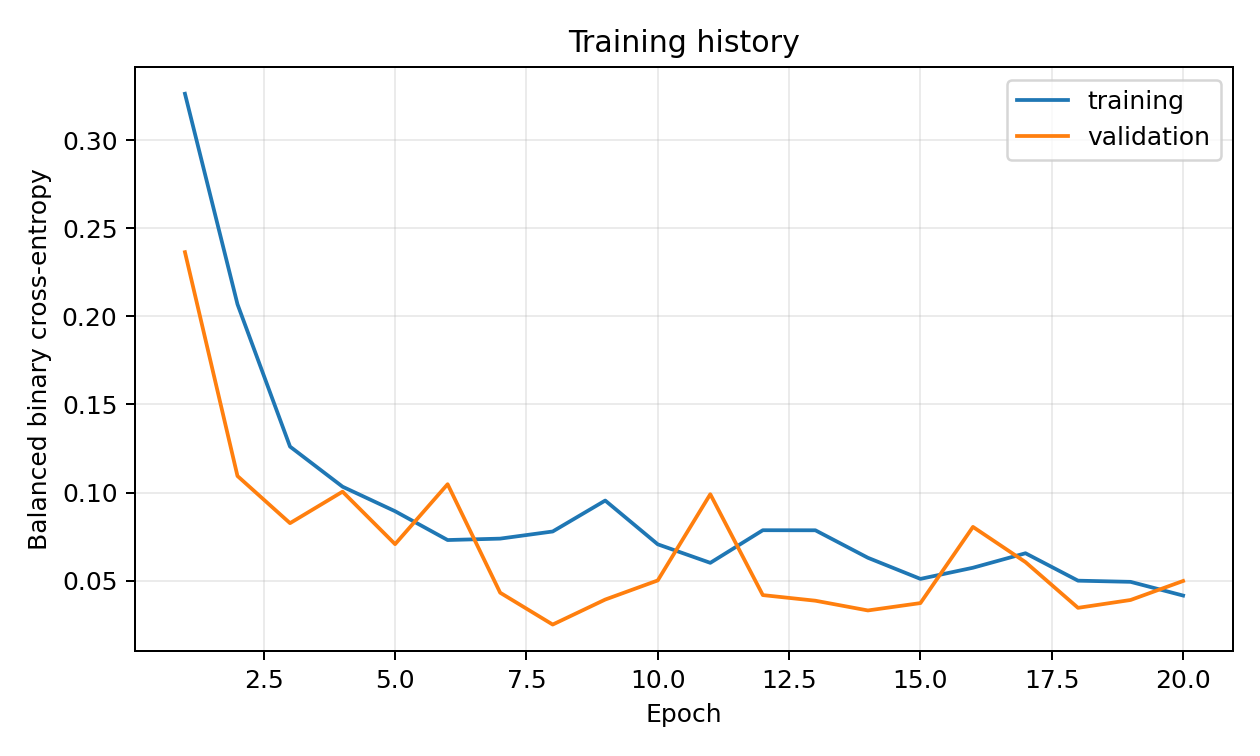 Training history
training
validation
0.30
0.25
0.20
0.15
0.10
0.05
Balanced binary cross-entropy
2.5 5.0 7.5 10.0 12.5 15.0 17.5 20.0
Epoch